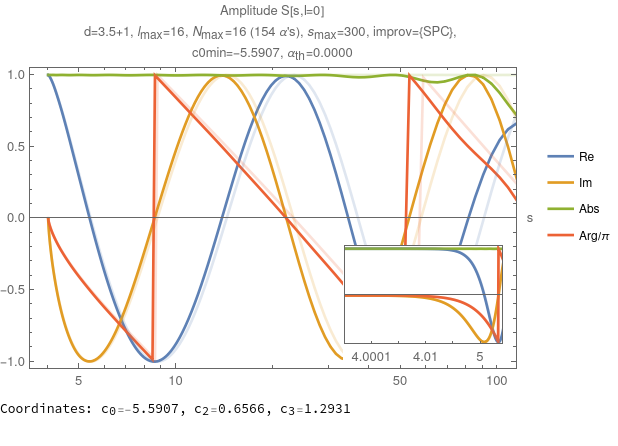 Amplitude S[s,l=0]
d=3.5+1, lmax=16, Nmax=16 (154 α's), smax=300, improv={SPC},
c0min=-5.5907, αth=0.0000
1.0
0.5
0.0
-0.5
-1.0
5
10
50
100
s
4.0001
4.01
5
Re
Im
Abs
Arg/π
Coordinates: c0=-5.5907, c2=0.6566, c3=1.2931